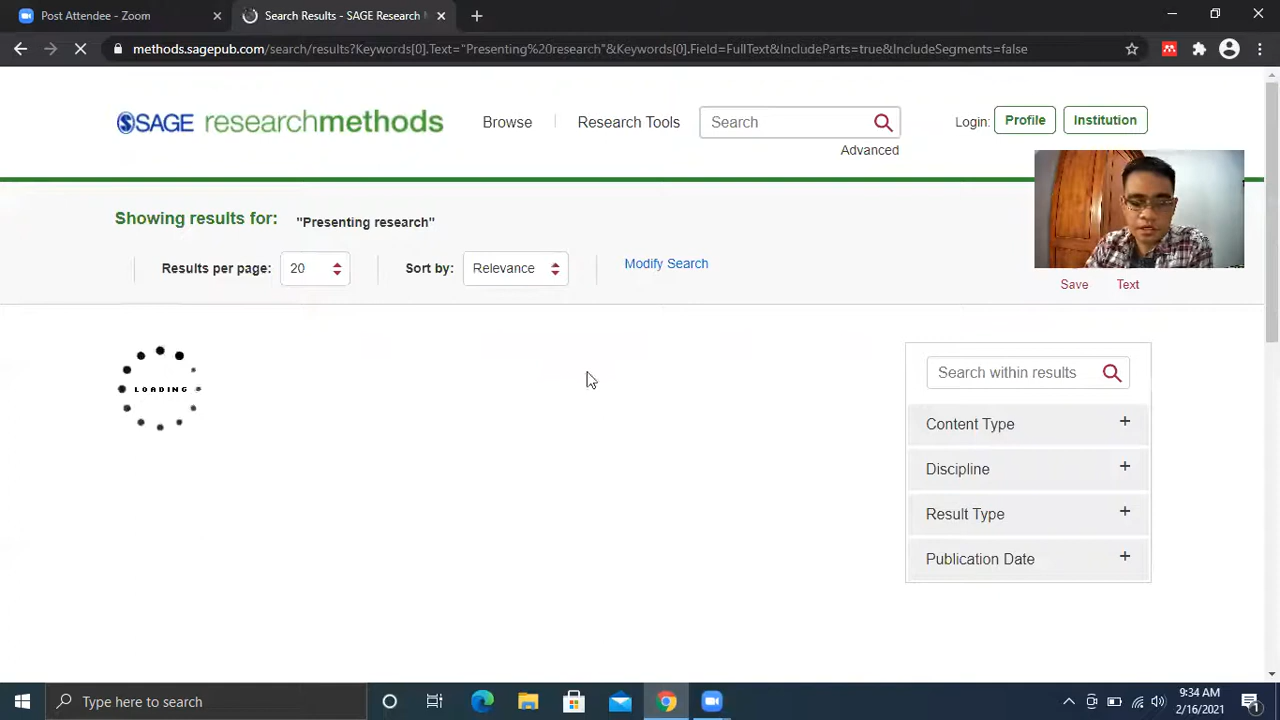 Post Attendee - Zoom
Search Results - SAGE Research
methods.sagepub.com/search/results?Keywords[0].Text="Presenting%20research"&Keywords[0].Field=FullText&IncludeParts=true&IncludeSegments=false
SAGE researchmethods
Browse
Research Tools
Search
Login:
Profile
Institution
Advanced
Showing results for:
"Presenting research"
Results per page:
20
Sort by:
Relevance
Modify Search
Save
Text
LOADING
Search within results
Content Type
Discipline
Result Type
Publication Date
Type here to search
9:34 AM
2/16/2021
1